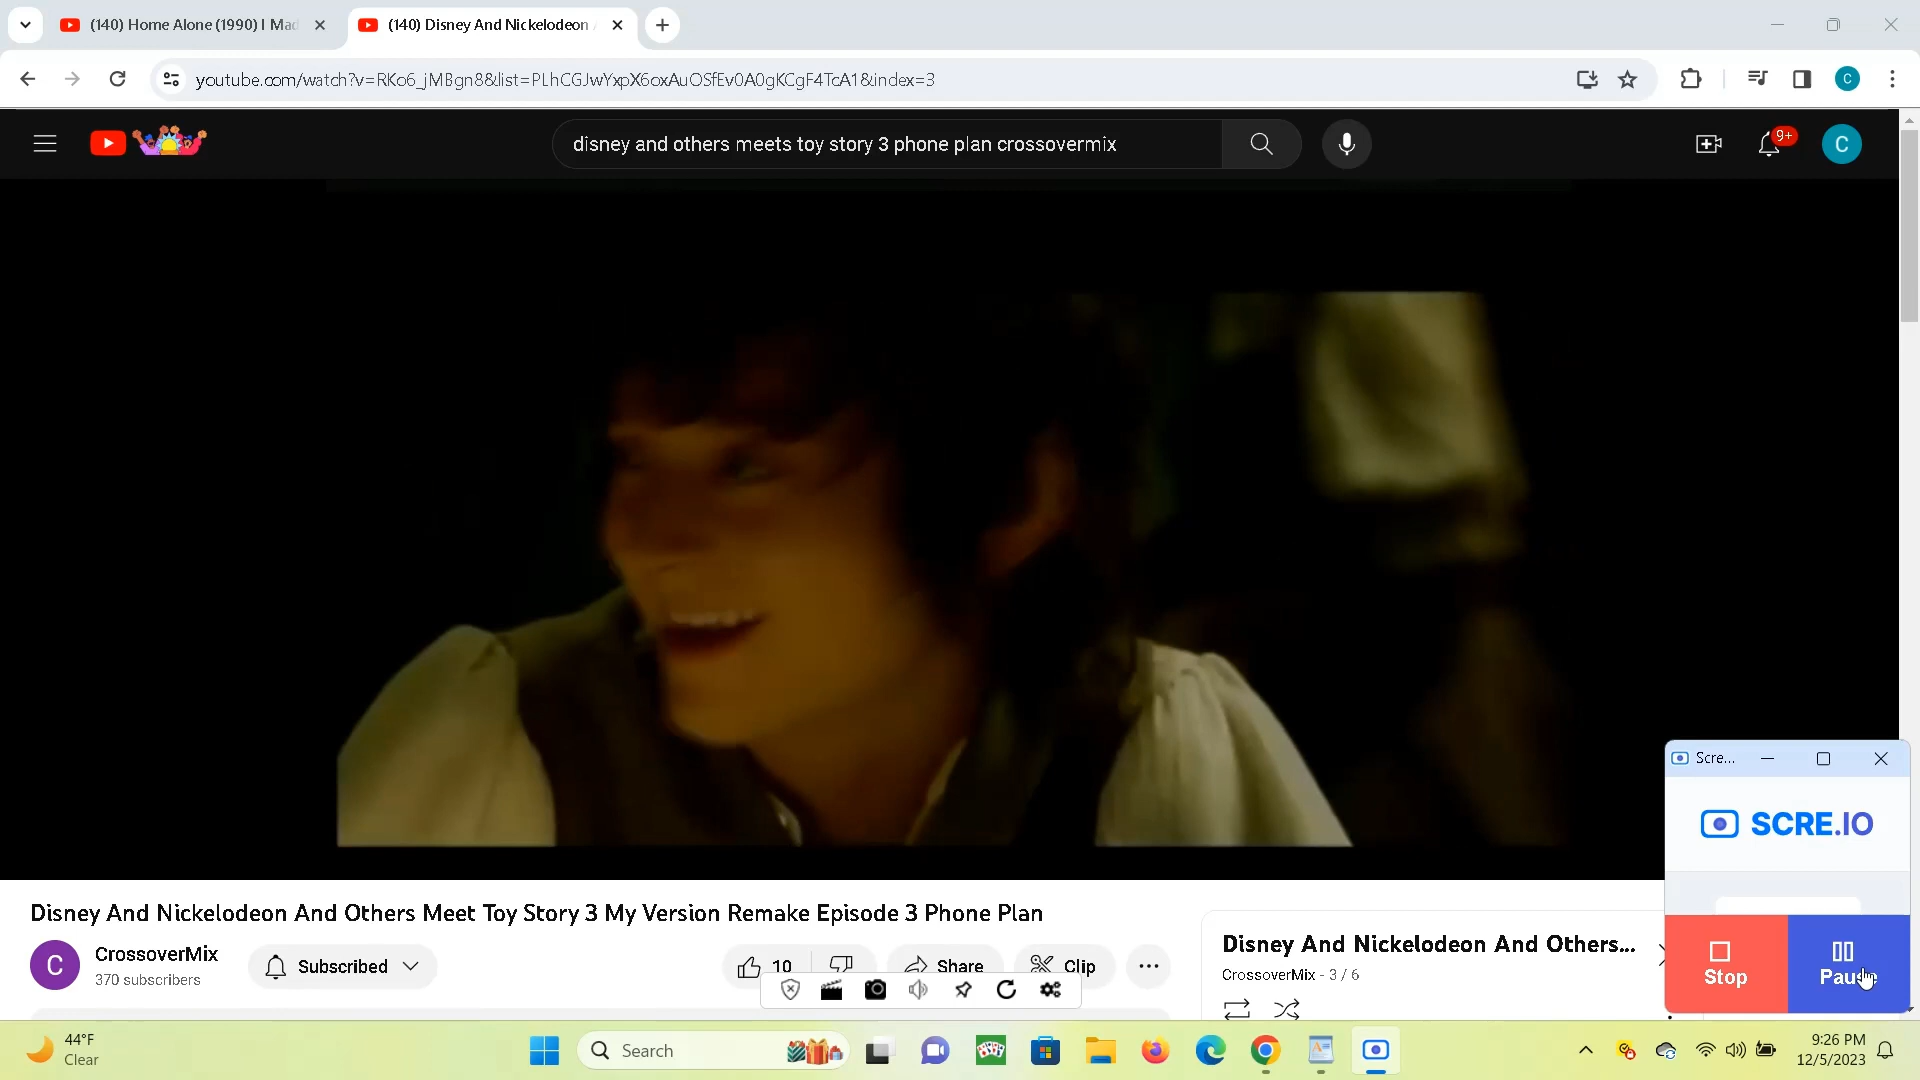 (140) Home Alone (1990) | Mad
(140) Disney And Nickelodeon
youtube.com/watch?v=RKo6_jMBgn8&list=PLhCGJwYxpX6oxAuOSfEv0A0gKCgF4TcA1&index=3
C
disney and others meets toy story 3 phone plan crossovermix
9+
C
Scre...
SCRE.IO
Stop
Pause
Disney And Nickelodeon And Others Meet Toy Story 3 My Version Remake Episode 3 Phone Plan
C
CrossoverMix
370 subscribers
Subscribed
10
Share
Clip
Disney And Nickelodeon And Others...
CrossoverMix - 3 / 6
44°F
Clear
Search
9:26 PM
12/5/2023